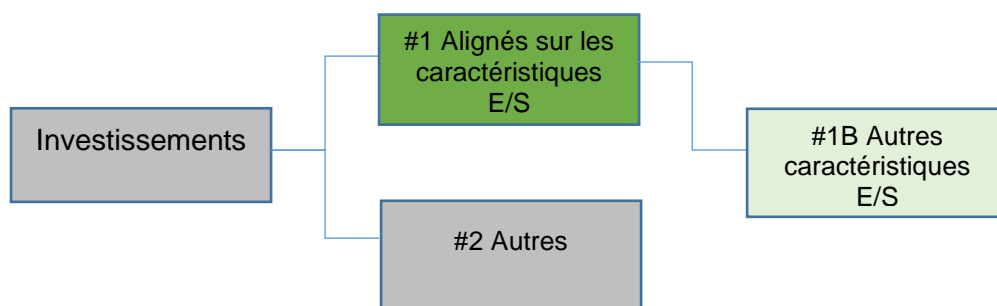 #1 Alignés sur les
caractéristiques
E/S
Investissements
#1B Autres
caractéristiques
E/S
#2 Autres